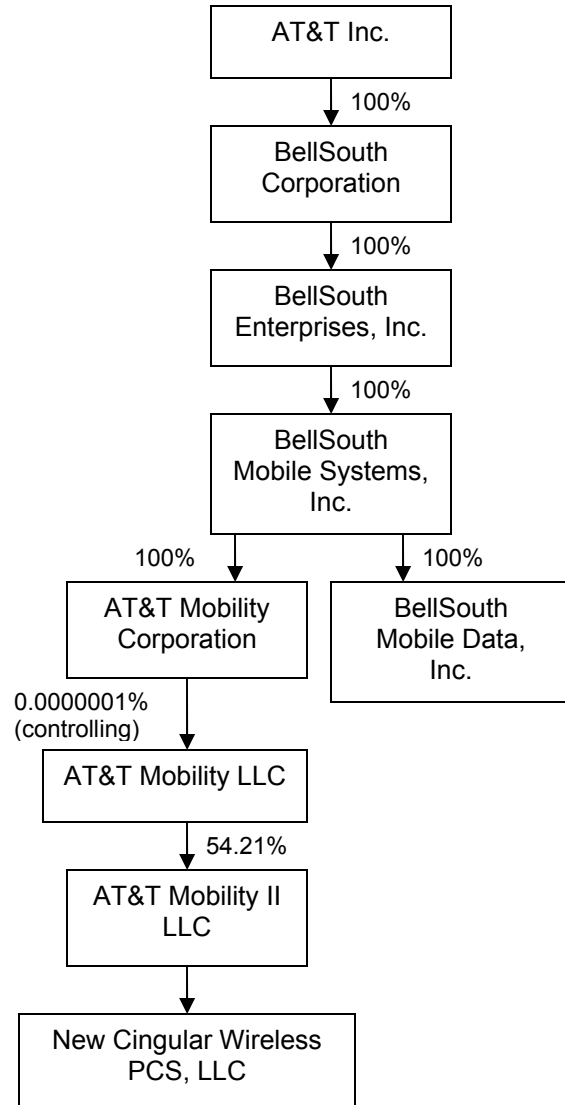 AT&T Inc.
100%
BellSouth
Corporation
100%
BellSouth
Enterprises, Inc.
100%
BellSouth
Mobile Systems,
Inc.
100%
100%
AT&T Mobility
Corporation
BellSouth
Mobile Data,
Inc.
0.0000001%
(controlling)
AT&T Mobility LLC
54.21%
AT&T Mobility II
LLC
New Cingular Wireless
PCS, LLC